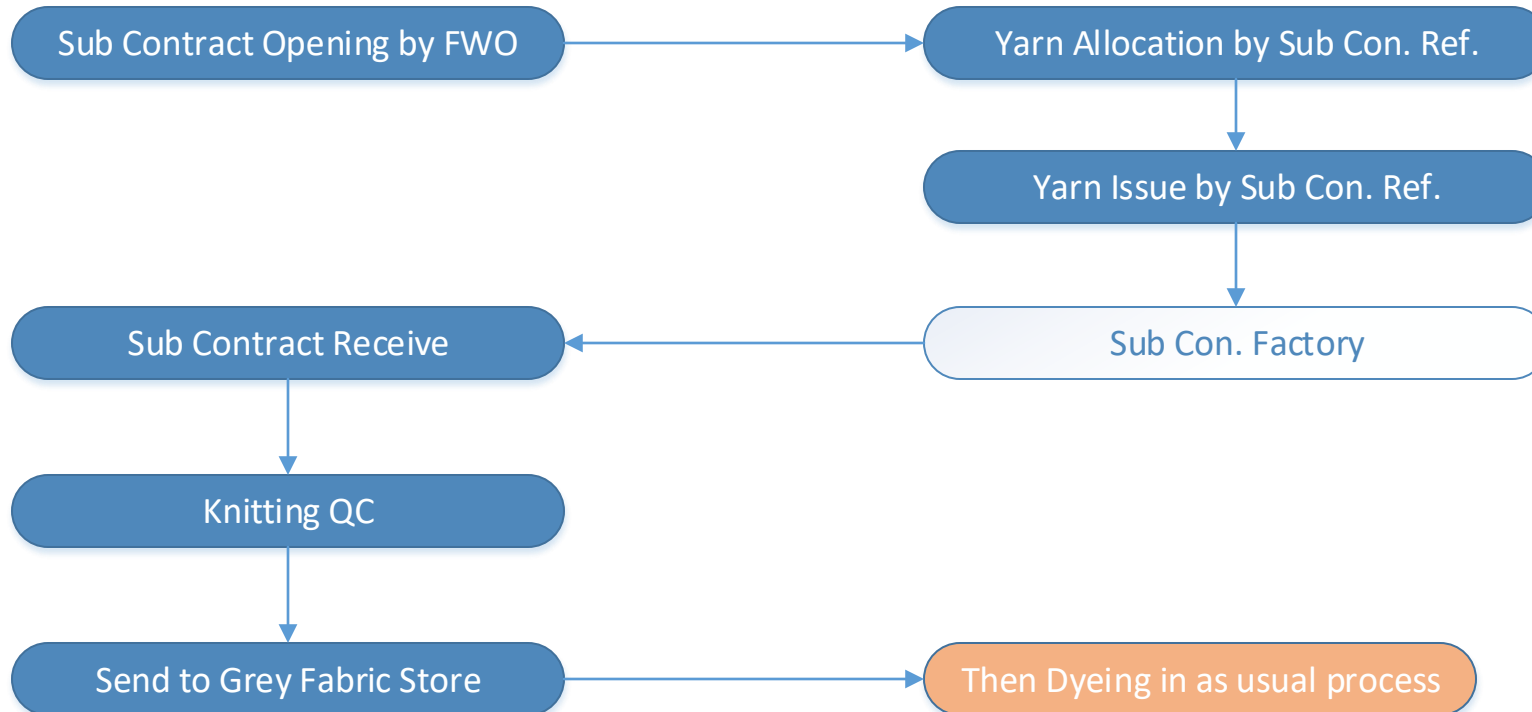 Sub Contract Opening by FWO
Yarn Allocation by Sub Con. Ref.
Yarn Issue by Sub Con. Ref.
Sub Con. Factory
Sub Contract Receive
Knitting QC
Send to Grey Fabric Store
Then Dyeing in as usual process